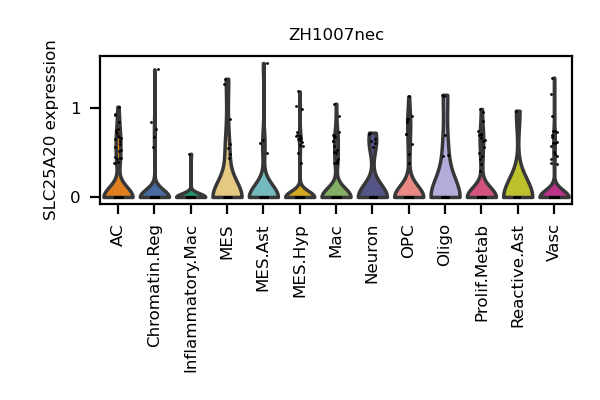 ZH1007nec
SLC25A20 expression
1
0
AC
Chromatin.Reg
Inflammatory.Mac
MES
MES.Ast
MES.Hyp
Mac
Neuron
OPC
Oligo
Prolif.Metab
Reactive.Ast
Vasc